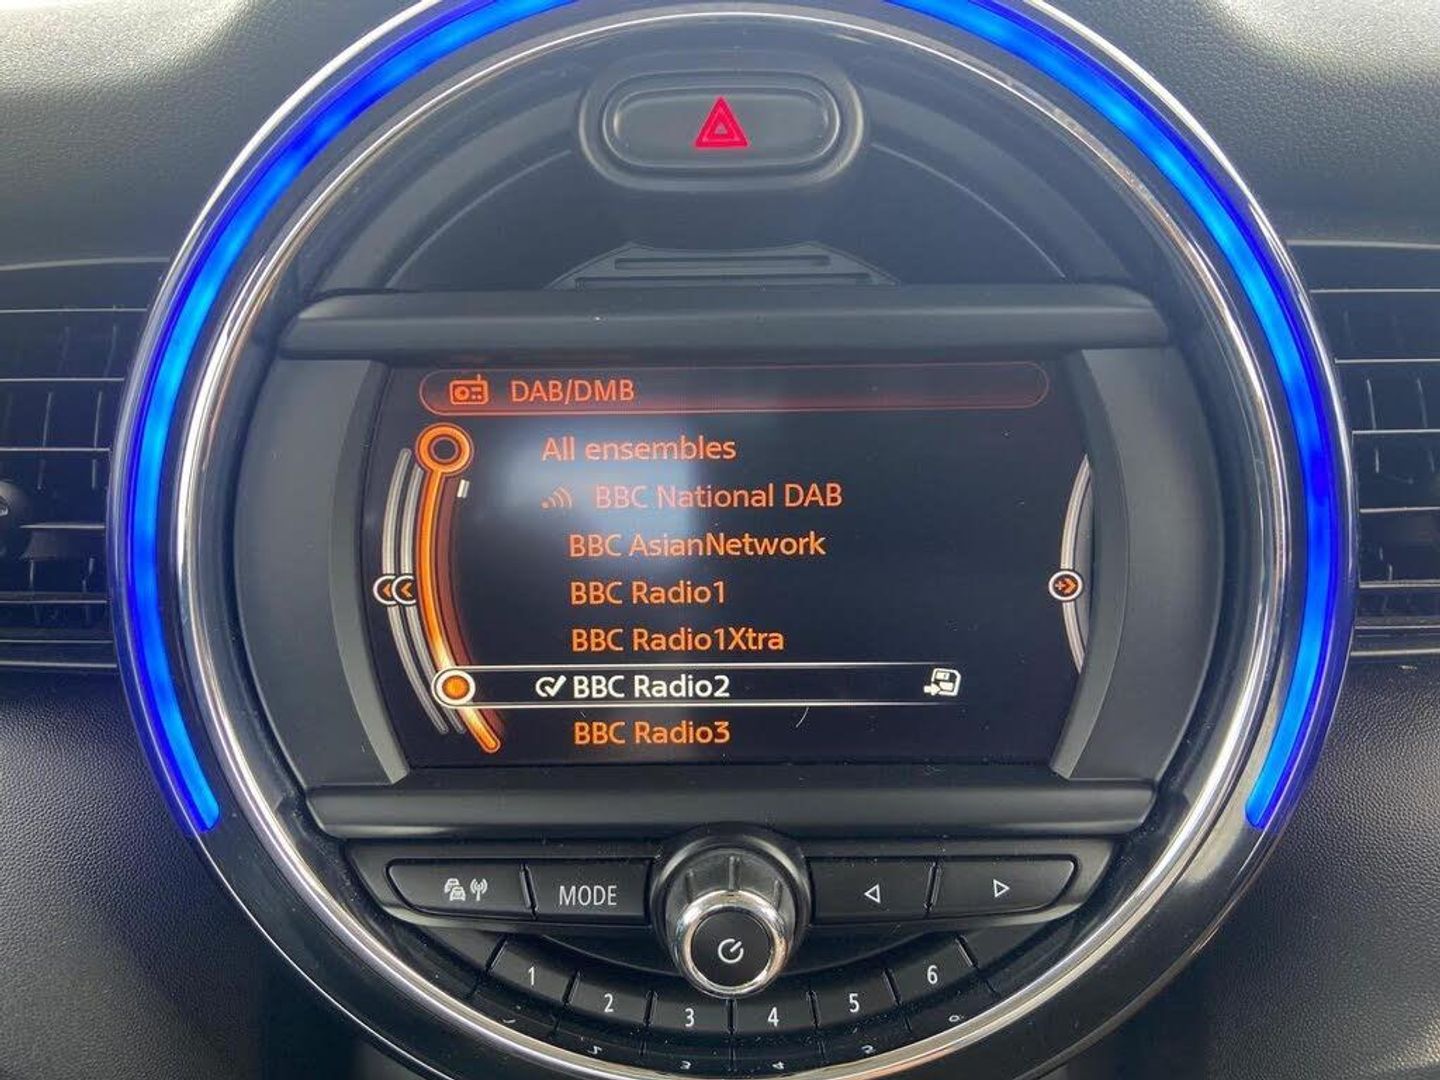 DAB/DMB
All ensembles
BBC National DAB
BBC AsianNetwork
BBC Radio1
BBC Radio1Xtra
BBC Radio2
BBC Radio3
MODE
1 2 3 4 5 6